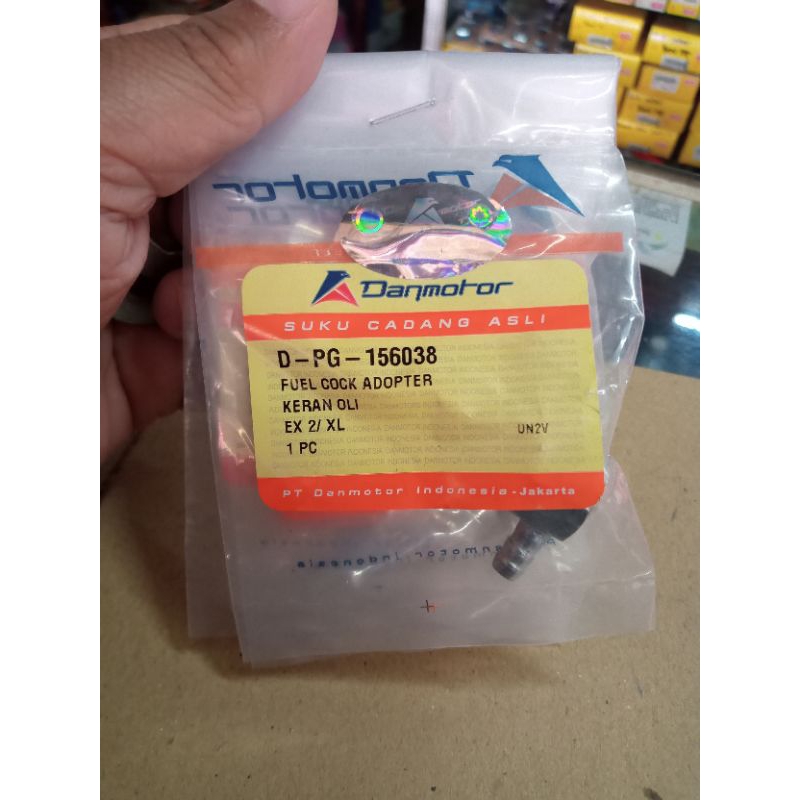 Danmotor
Danmotor
SUKU CADANG ASLI
D-PG-156038
FUEL COCK ADOPTER
KERAN OLI
EX 2/ XL
UN2V
1 PC
PT Danmotor Indonesia - Jakarta